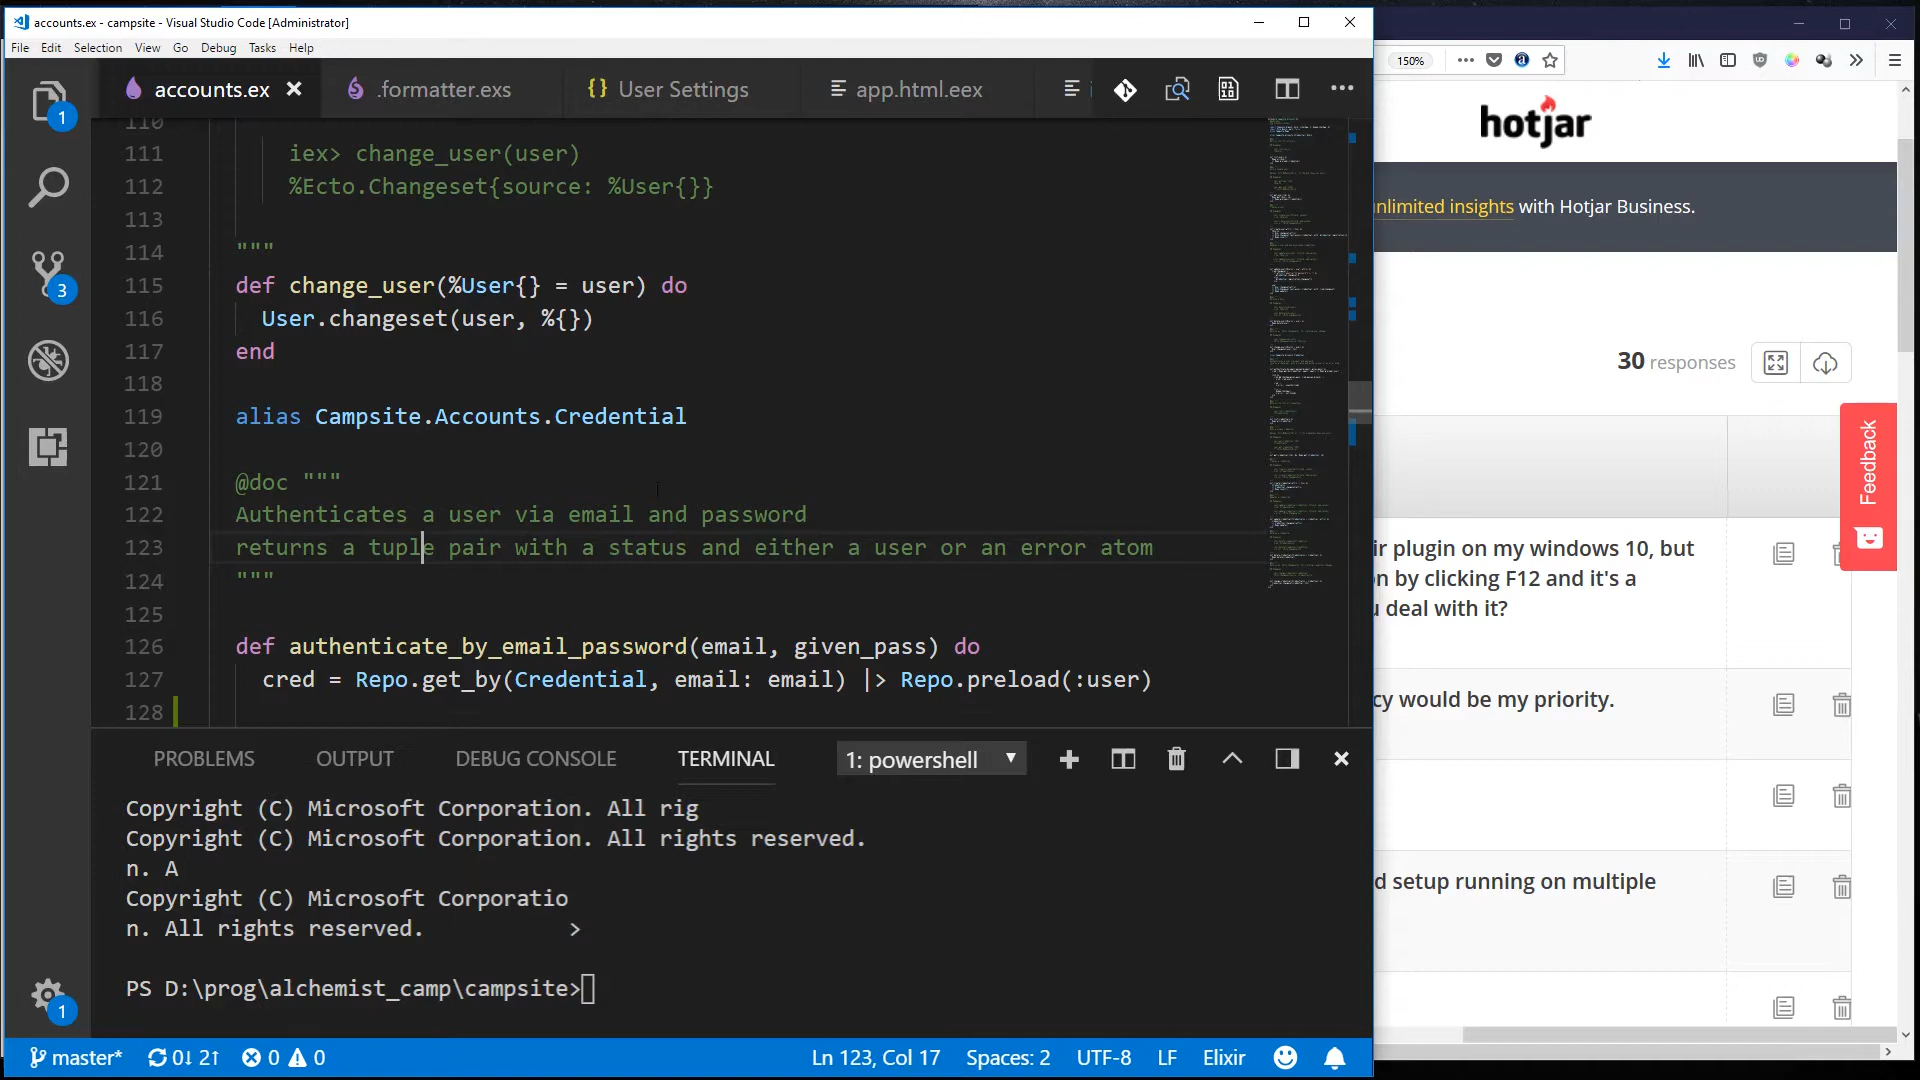 accounts.ex - campsite - Visual Studio Code [Administrator]
File Edit Selection View Go Debug Tasks Help
accounts.ex
.formatter.exs
{} User Settings
app.html.eex
110
111 iex> change_user(user)
112 %Ecto.Changeset{source: %User{}}
113
114 """
115 def change_user(%User{} = user) do
116 User.changeset(user, %{})
117 end
118
119 alias Campsite.Accounts.Credential
120
121 @doc """
122 Authenticates a user via email and password
123 returns a tuple pair with a status and either a user or an error atom
124 """
125
126 def authenticate_by_email_password(email, given_pass) do
127 cred = Repo.get_by(Credential, email: email) |> Repo.preload(:user)
128
1
3
1
PROBLEMS OUTPUT DEBUG CONSOLE TERMINAL 1: powershell
Copyright (C) Microsoft Corporation. All rig
Copyright (C) Microsoft Corporation. All rights reserved.
n. A
Copyright (C) Microsoft Corporatio
n. All rights reserved. >
PS D:\prog\alchemist_camp\campsite>
master* 0↓ 2↑ 0 0 Ln 123, Col 17 Spaces: 2 UTF-8 LF Elixir
150%
hotjar
nlimited insights with Hotjar Business.
30 responses
Feedback
ir plugin on my windows 10, but
n by clicking F12 and it's a
u deal with it?
cy would be my priority.
d setup running on multiple